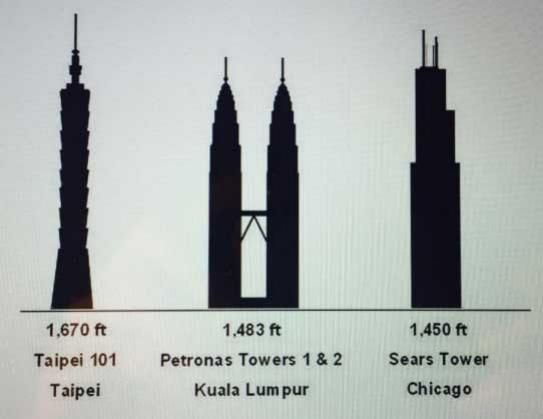 1,670 ft
Taipei 101
Taipei
1,483 ft
Petronas Towers 1 & 2
Kuala Lumpur
1,450 ft
Sears Tower
Chicago